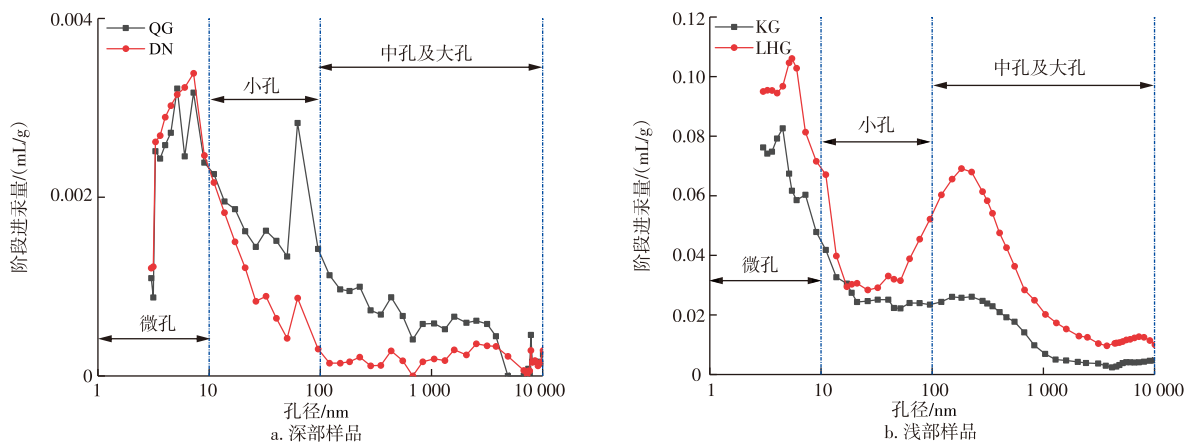 0.004
0.002
0
阶段进汞量/(mL/g)
QG
DN
微孔
小孔
中孔及大孔
1
10
100
1 000
10 000
孔径/nm
a. 深部样品
0.12
0.10
0.08
0.06
0.04
0.02
0
阶段进汞量/(mL/g)
KG
LHG
微孔
小孔
中孔及大孔
1
10
100
1 000
10 000
孔径/nm
b. 浅部样品